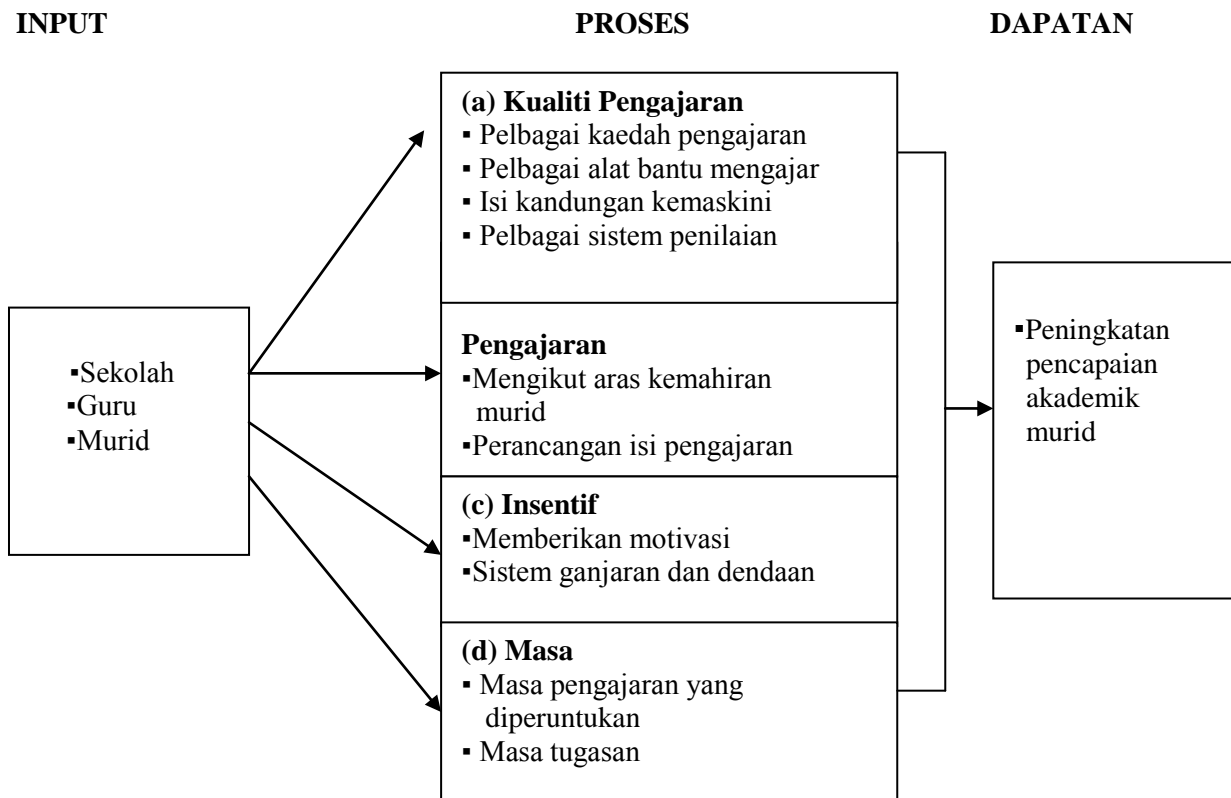 INPUT PROSES DAPATAN
(a) Kualiti Pengajaran
▪ Pelbagai kaedah pengajaran
▪ Pelbagai alat bantu mengajar
▪ Isi kandungan kemaskini
▪ Pelbagai sistem penilaian
▪Sekolah
▪Guru
▪Murid
Pengajaran
▪Mengikut aras kemahiran
murid
▪Perancangan isi pengajaran
(c) Insentif
▪Memberikan motivasi
▪Sistem ganjaran dan dendaan
(d) Masa
▪ Masa pengajaran yang
diperuntukan
▪ Masa tugasan
▪Peningkatan
pencapaian
akademik
murid